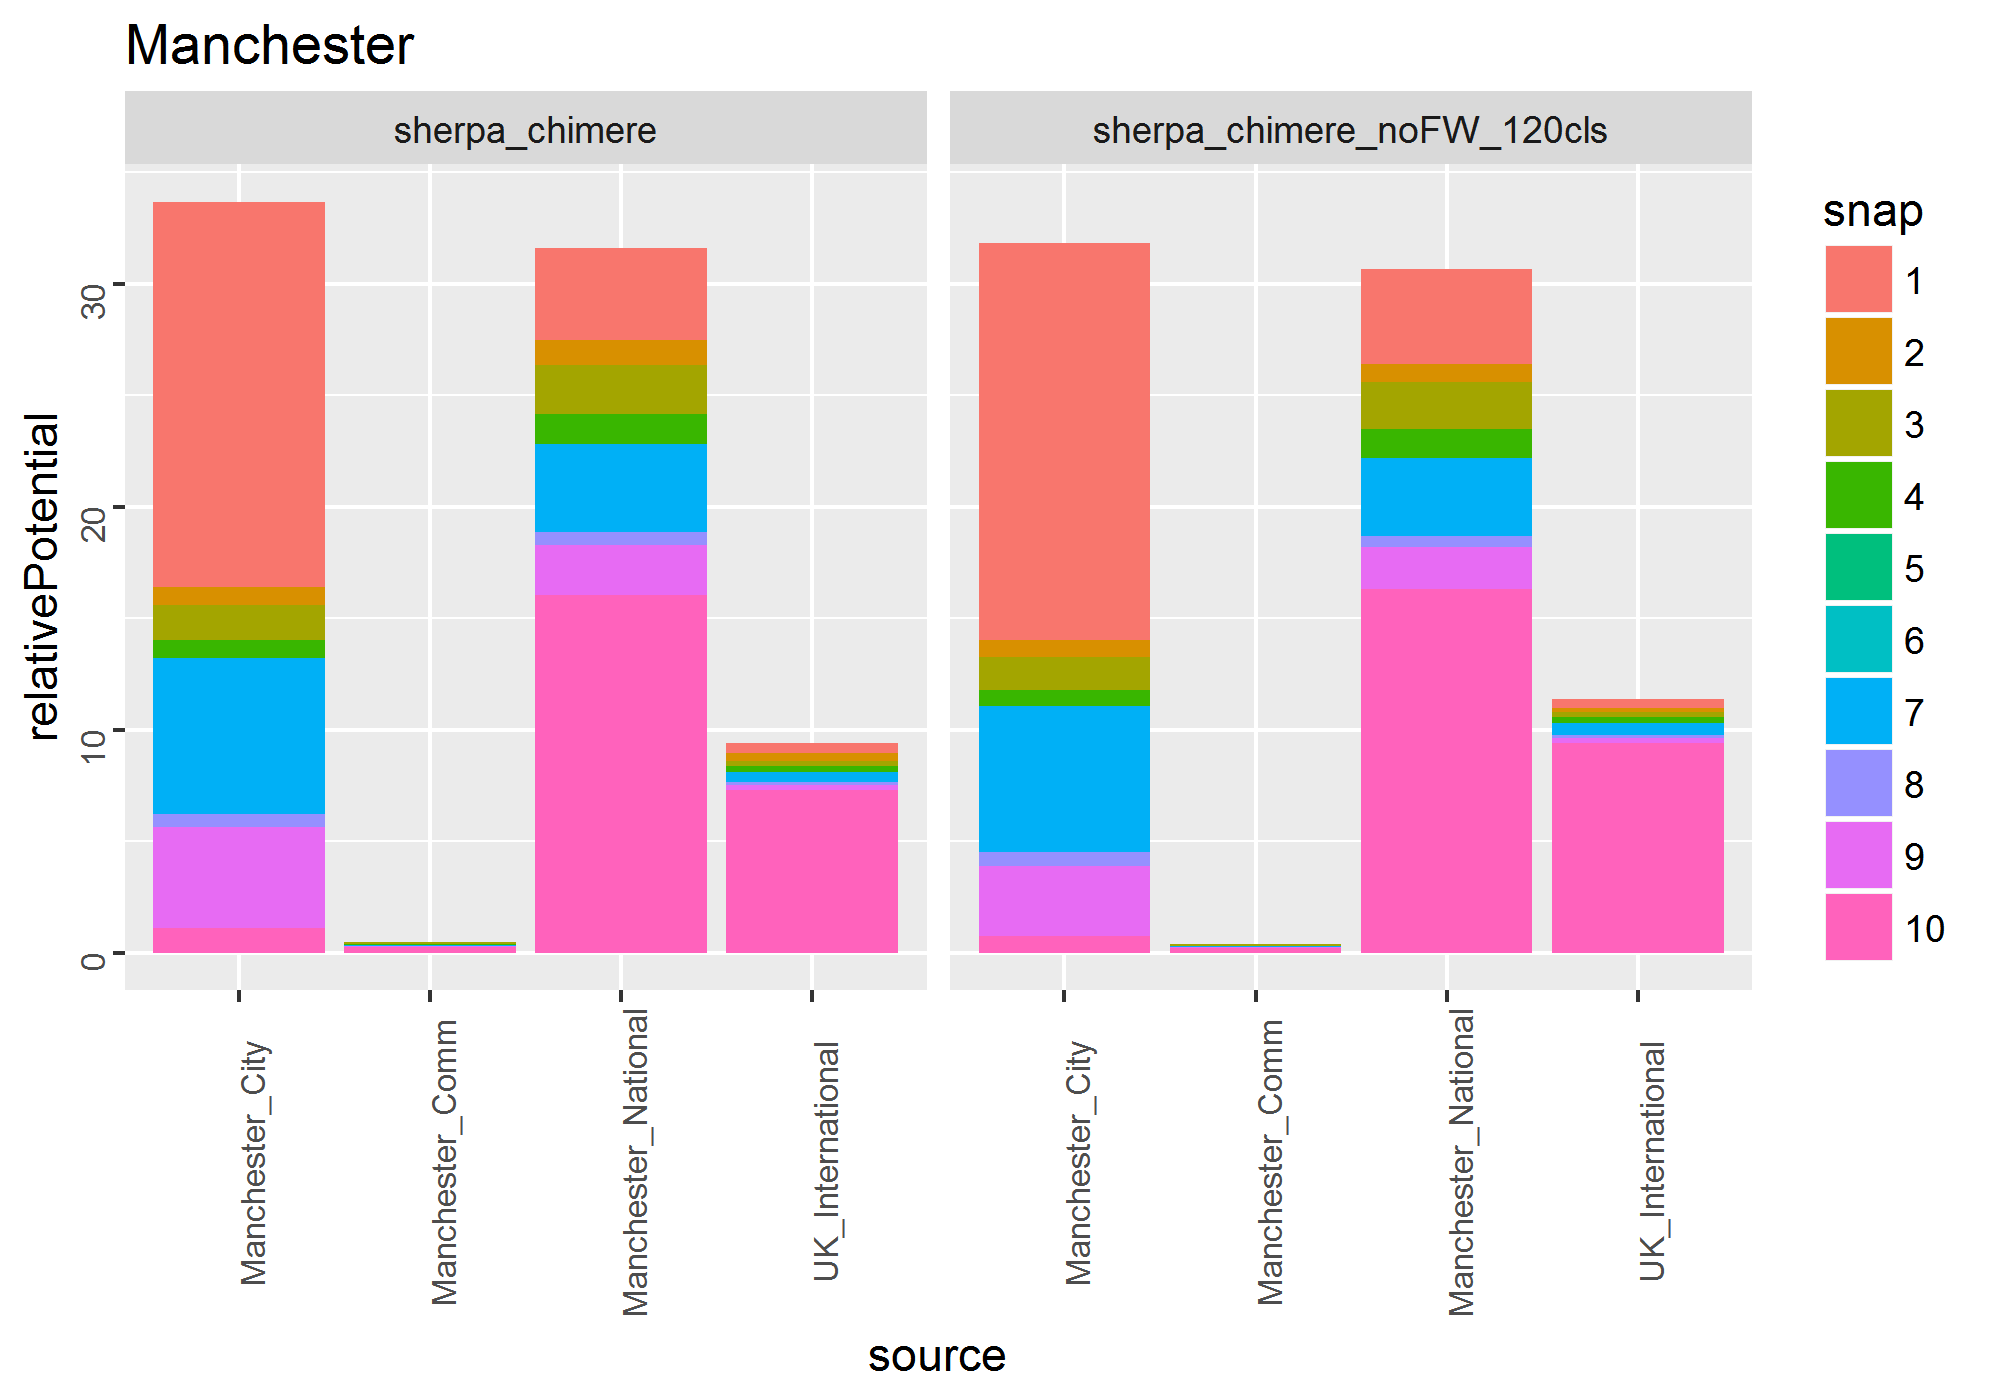 Manchester
sherpa_chimere
sherpa_chimere_noFW_120cls
relativePotential
30
20
10
0
Manchester_City
Manchester_Comm
Manchester_National
UK_International
Manchester_City
Manchester_Comm
Manchester_National
UK_International
source
snap
1
2
3
4
5
6
7
8
9
10